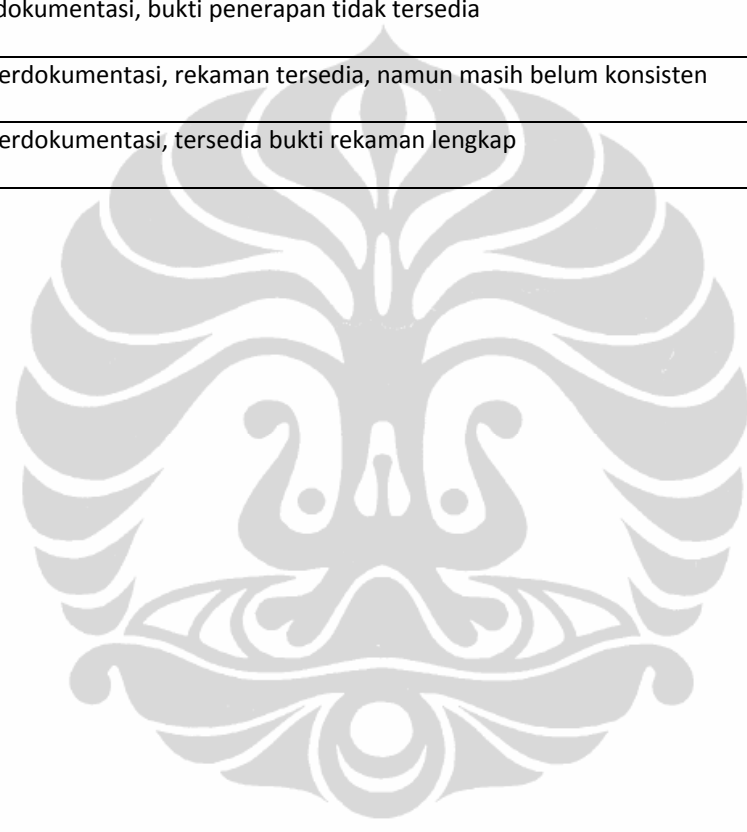 dokumentasi, bukti penerapan tidak tersedia
erdokumentasi, rekaman tersedia, namun masih belum konsisten
erdokumentasi, tersedia bukti rekaman lengkap